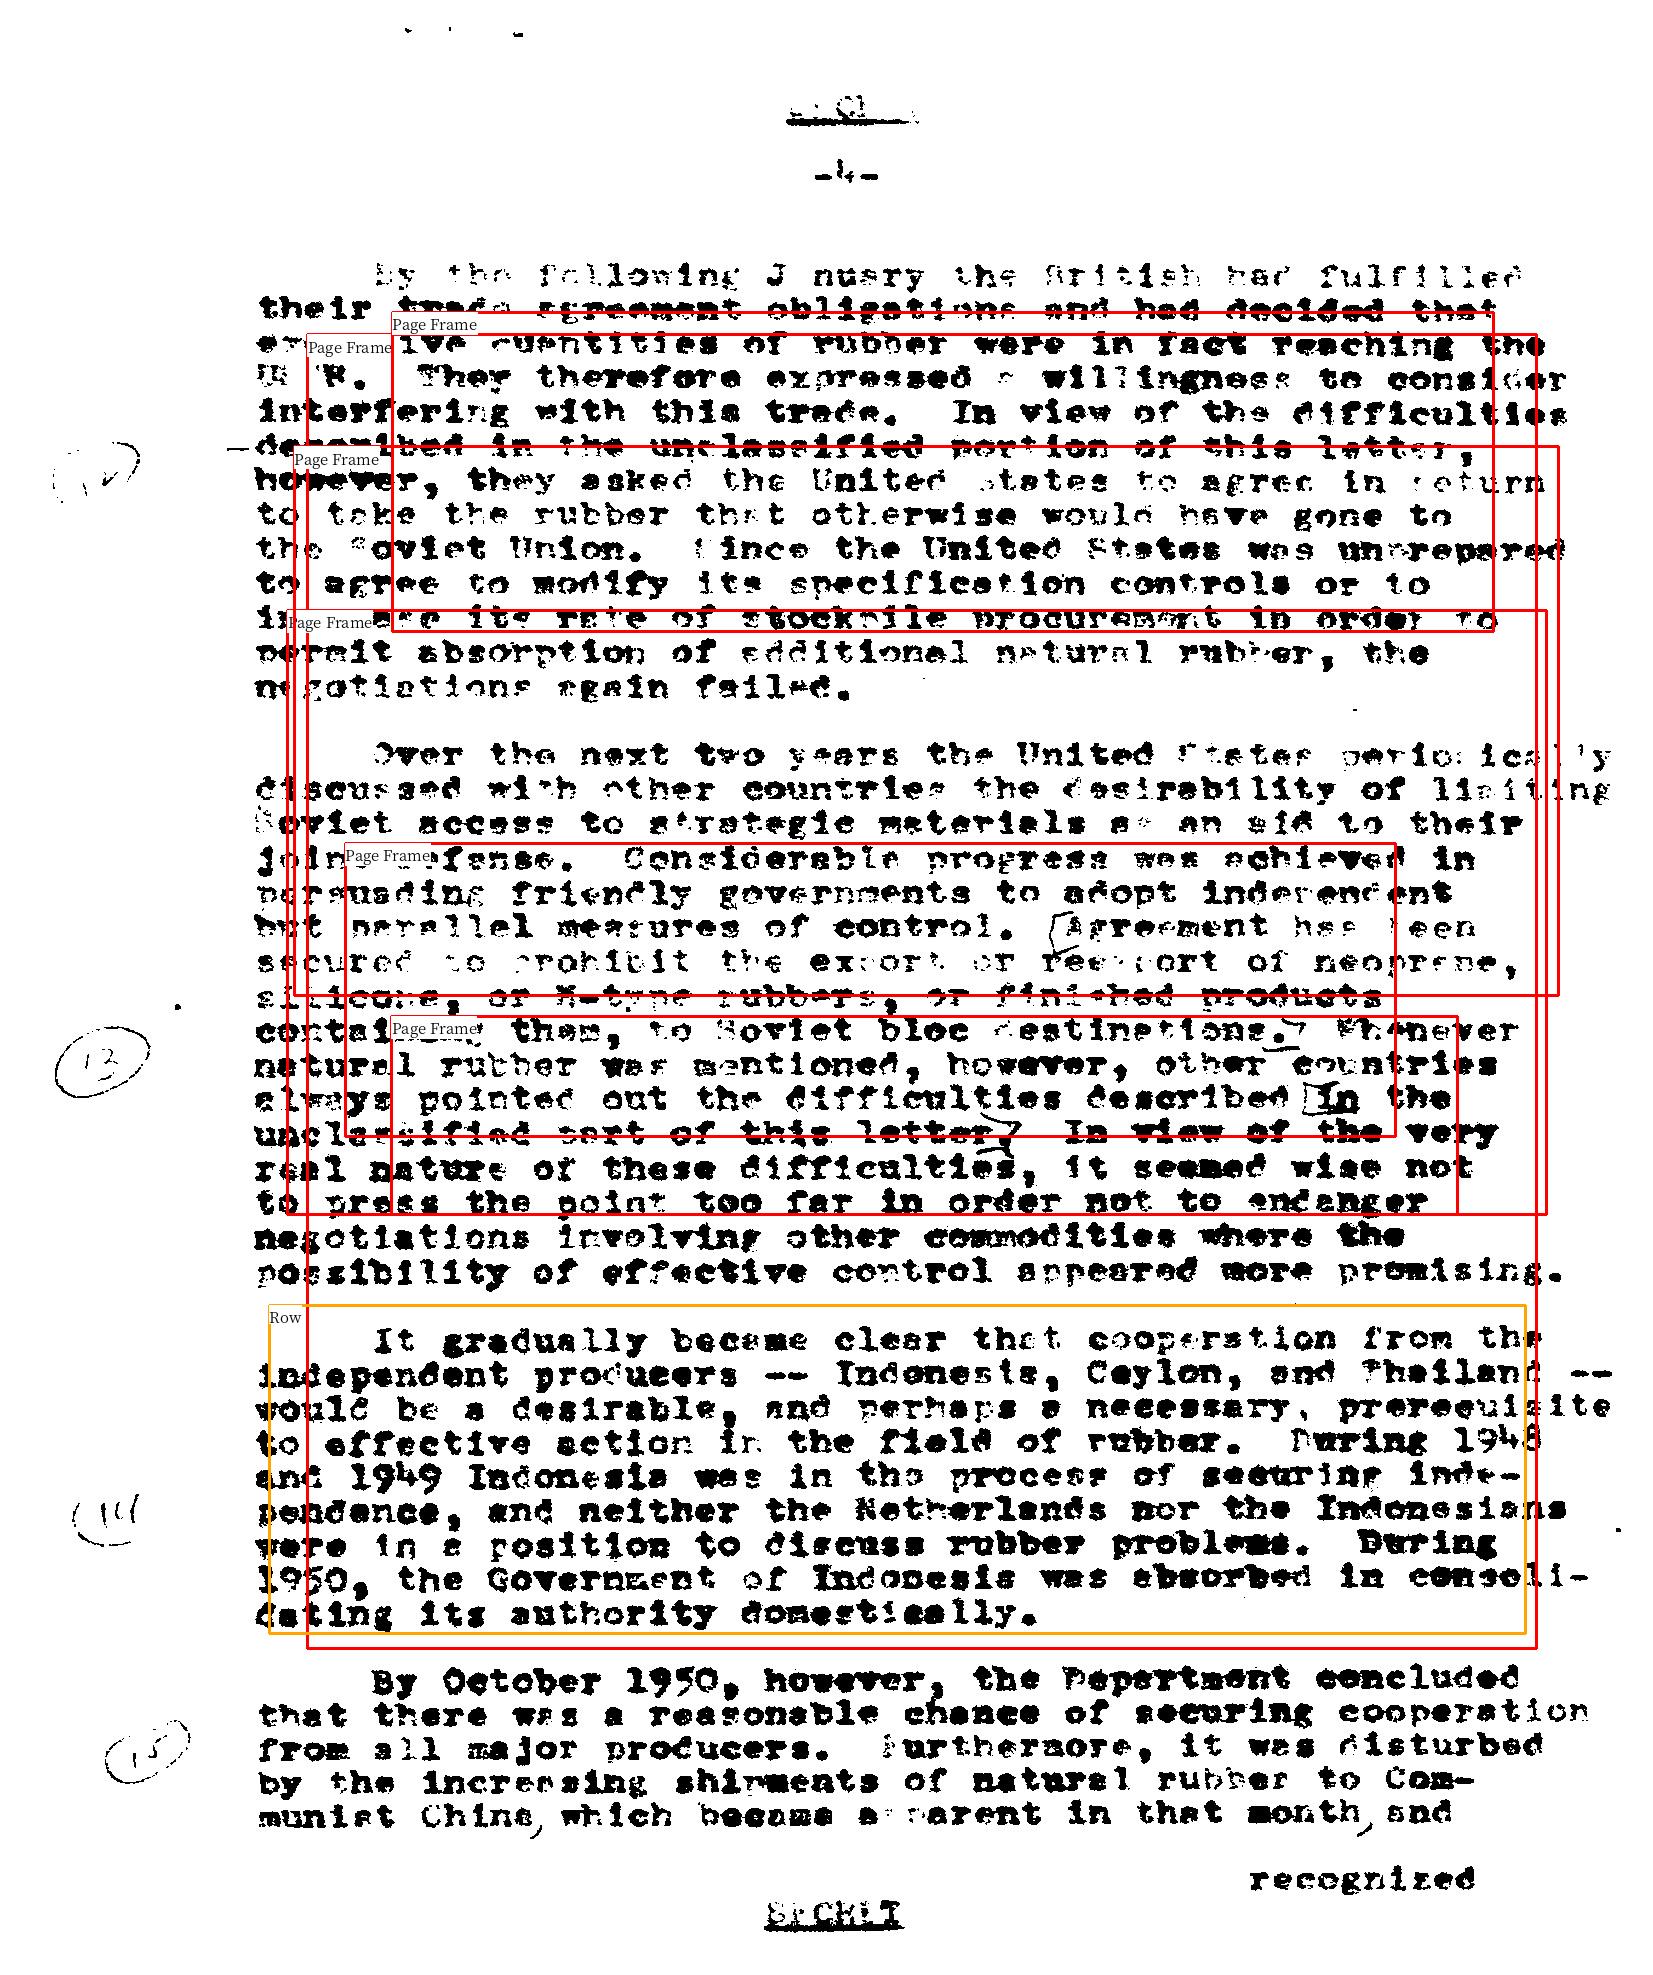 -4-
By the following January the British had fulfilled
their trade agreement obligations and had decided that
quantities of rubber were in fact reaching the
They therefore expressed a willingness to consider
interfering with this trade. In view of the difficulties
described in the unclassified portion of this letter,
however, they asked the United States to agree in return
to take the rubber that otherwise would have gone to
the Soviet Union. Since the United States was unprepared
to agree to modify its specification controls or to
its rate of stockpile procurement in order to
permit absorption of additional natural rubber, the
negotiations again failed.
Over the next two years the United States periodically
discussed with other countries the desirability of limiting
Soviet access to strategic materials as an aid to their
joint defense. Considerable progress was achieved in
persuading friendly governments to adopt independent
but parallel measures of control. [Agreement has been
secured to prohibit the export or reexport of neoprene,
silicone, or N-type rubbers, or finished products
containing them, to Soviet bloc destinations.] Whenever
natural rubber was mentioned, however, other countries
always pointed out the difficulties described [in the
unclassified part of this letter.] In view of the very
real nature of these difficulties, it seemed wise not
to press the point too far in order not to endanger
negotiations involving other commodities where the
possibility of effective control appeared more promising.
13
It gradually became clear that cooperation from the
independent producers -- Indonesia, Ceylon, and Thailand --
would be a desirable, and perhaps a necessary, prerequisite
to effective action in the field of rubber. During 1948
and 1949 Indonesia was in the process of securing inde-
pendence, and neither the Netherlands nor the Indonesians
were in a position to discuss rubber problems. During
1950, the Government of Indonesia was absorbed in consoli-
dating its authority domestically.
14
By October 1950, however, the Department concluded
that there was a reasonable chance of securing cooperation
from all major producers. Furthermore, it was disturbed
by the increasing shipments of natural rubber to Com-
munist China, which became apparent in that month, and
15
recognized
SECRET
Page Frame
Page Frame
Page Frame
Page Frame
Page Frame
Page Frame
Row